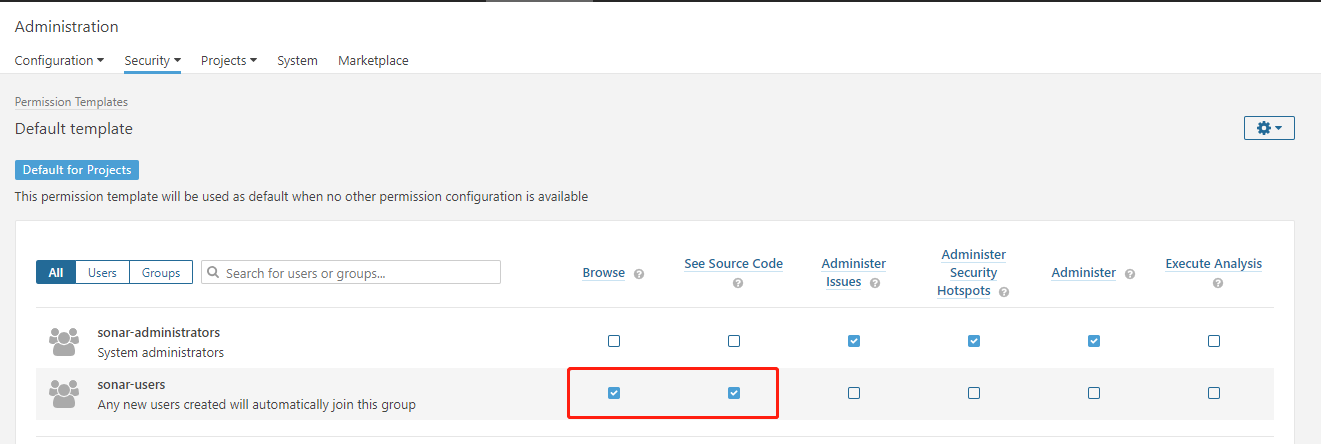 Administration
Configuration Security Projects System Marketplace
Permission Templates
Default template
Default for Projects
This permission template will be used as default when no other permission configuration is available
All Users Groups Search for users or groups...
Browse ? See Source Code ? Administer Issues ? Administer Security Hotspots ? Administer ? Execute Analysis ?
sonar-administrators
System administrators
sonar-users
Any new users created will automatically join this group